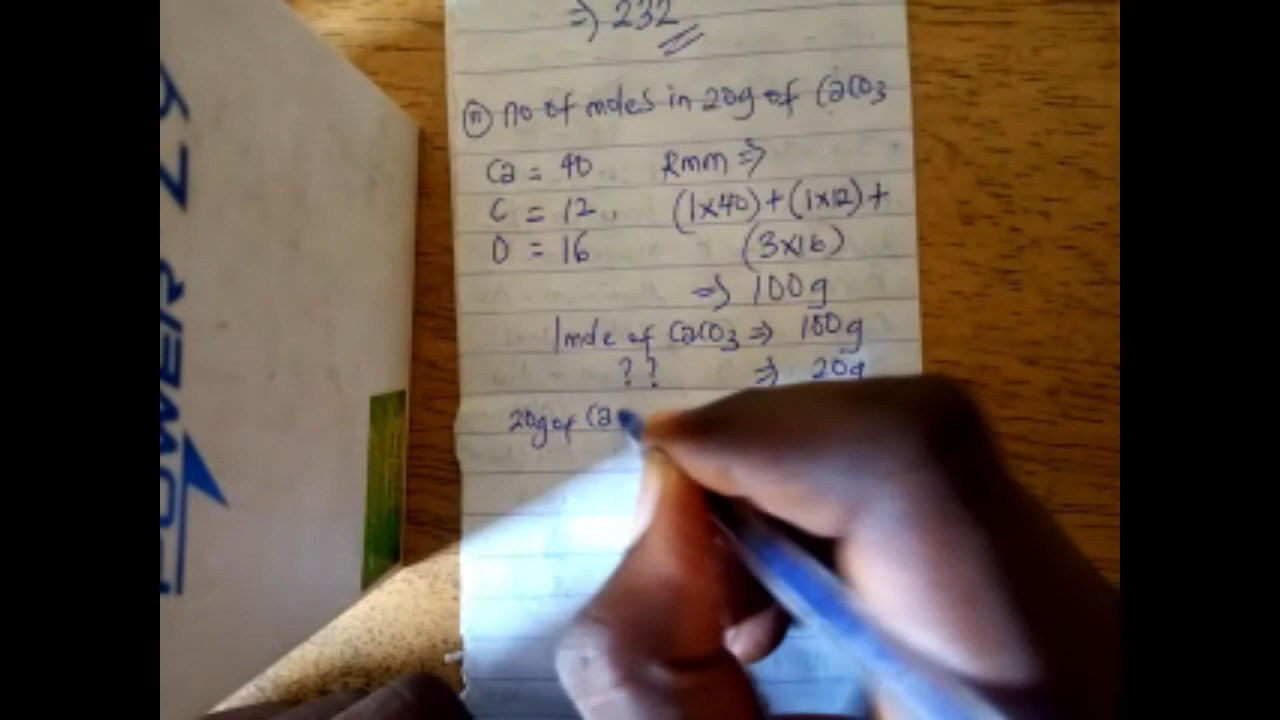 ⇒ 232
(ii) no of moles in 20g of CaCO3
Ca = 40 Rmm ⇒
C = 12 (1x40)+(1x12)+
O = 16 (3x16)
⇒ 100g
1mole of CaCO3 ⇒ 100g
?? ⇒ 20g
20g of Ca
POWER